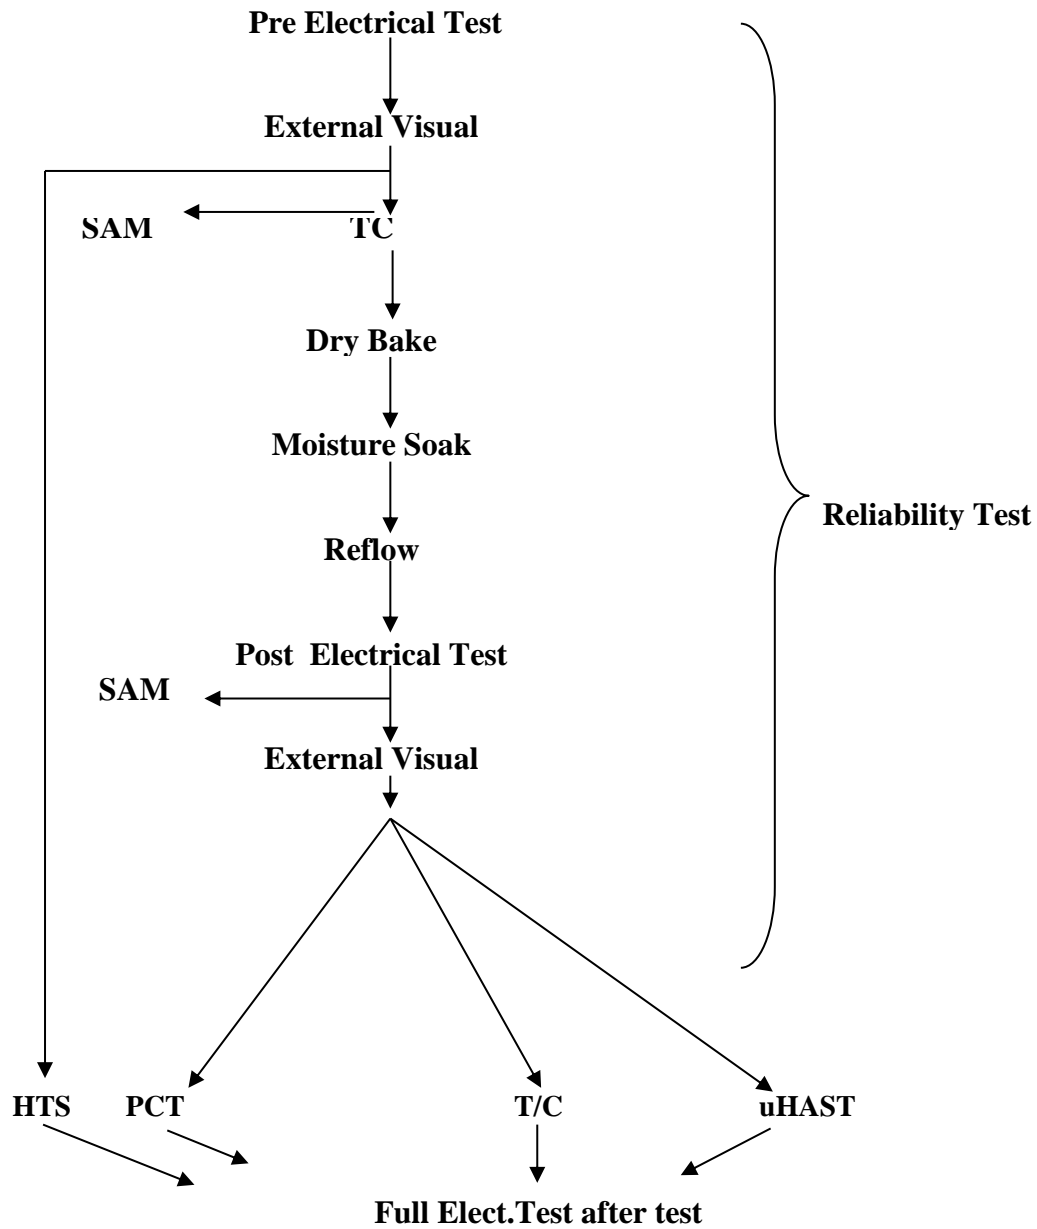 Pre Electrical Test
External Visual
SAM
TC
Dry Bake
Moisture Soak
Reflow
Reliability Test
Post  Electrical Test
SAM
External Visual
HTS
PCT
T/C
uHAST
Full Elect.Test after test